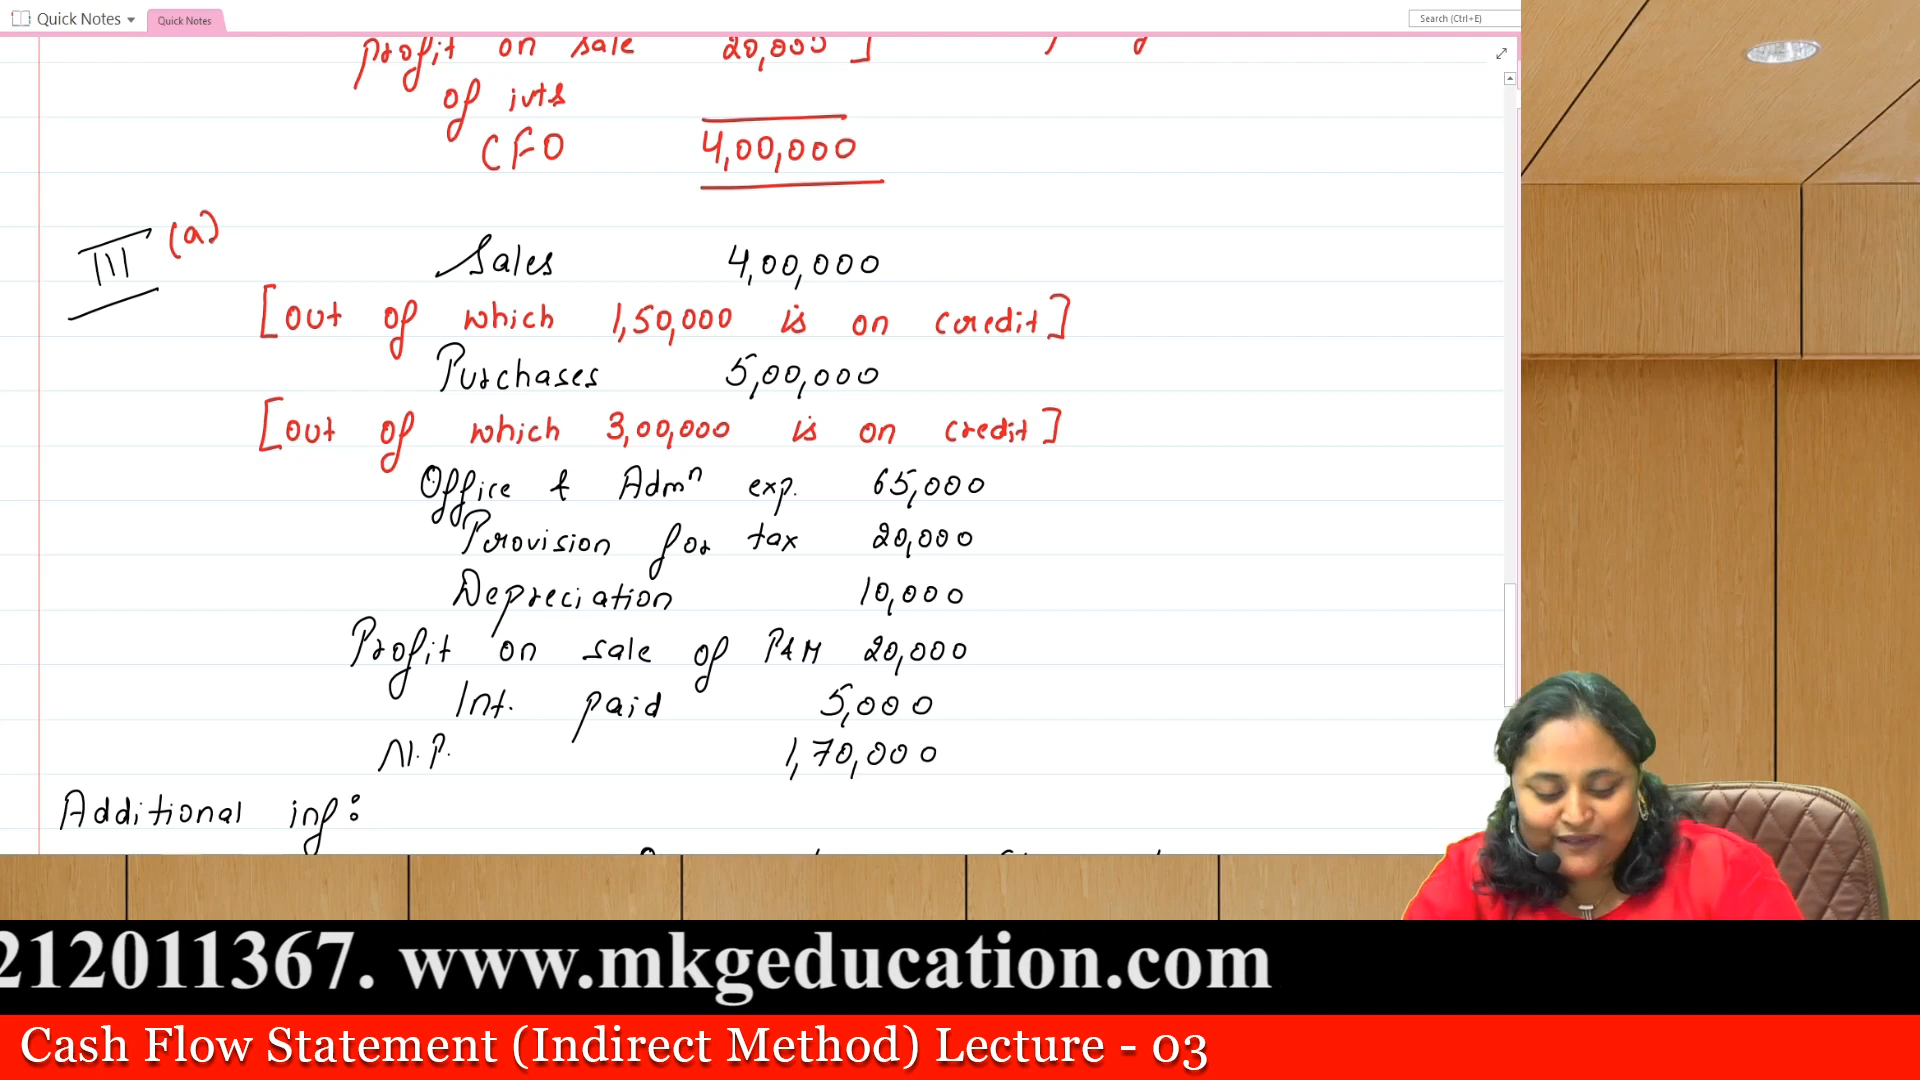 Quick Notes
Quick Notes
Search (Ctrl+E)
profit on sale 20,000 ]
of ivts
CFO 4,00,000
III (a)
Sales 4,00,000
[out of which 1,50,000 is on credit]
Purchases 5,00,000
[out of which 3,00,000 is on credit]
Office & Admn exp. 65,000
Provision for tax 20,000
Depreciation 10,000
Profit on sale of P&M 20,000
Int. paid 5,000
N.P. 1,70,000
Additional inf:
212011367. www.mkgeducation.com
Cash Flow Statement (Indirect Method) Lecture - 03